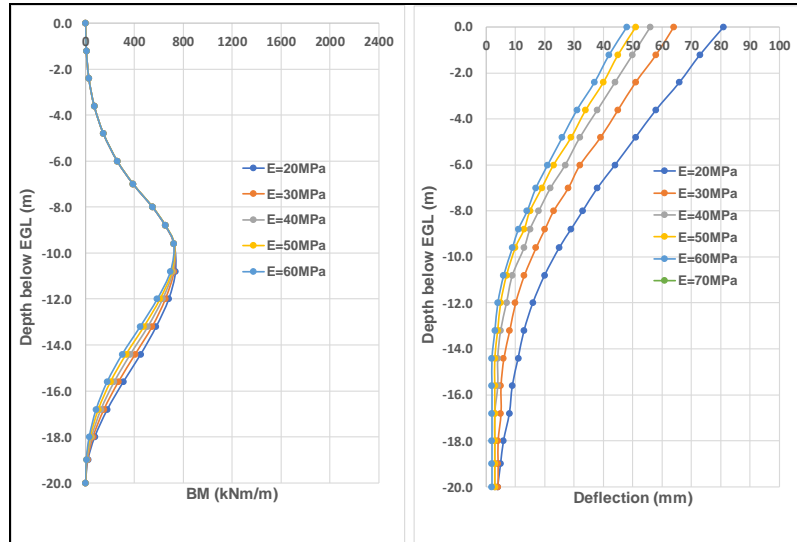 0 400 800 1200 1600 2000 2400
0.0
-2.0
-4.0
-6.0
-8.0
-10.0
-12.0
-14.0
-16.0
-18.0
-20.0
Depth below EGL (m)
BM (kNm/m)
E=20MPa
E=30MPa
E=40MPa
E=50MPa
E=60MPa
0 10 20 30 40 50 60 70 80 90 100
0.0
-2.0
-4.0
-6.0
-8.0
-10.0
-12.0
-14.0
-16.0
-18.0
-20.0
Depth below EGL (m)
Deflection (mm)
E=20MPa
E=30MPa
E=40MPa
E=50MPa
E=60MPa
E=70MPa